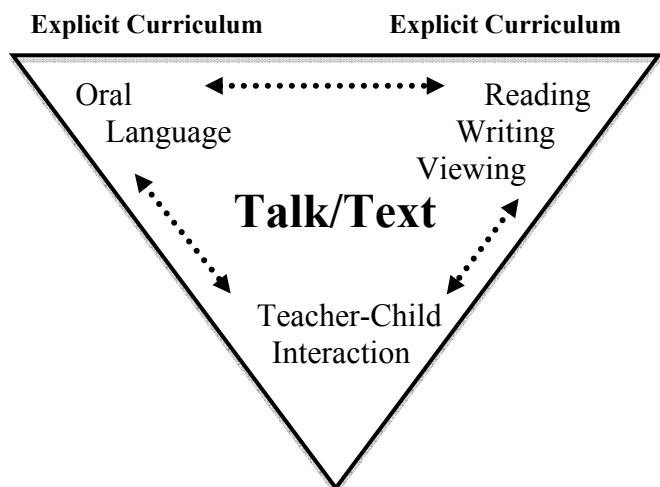 Explicit Curriculum
Explicit Curriculum
Oral
Language
Reading
Writing
Viewing
Talk/Text
Teacher-Child
Interaction